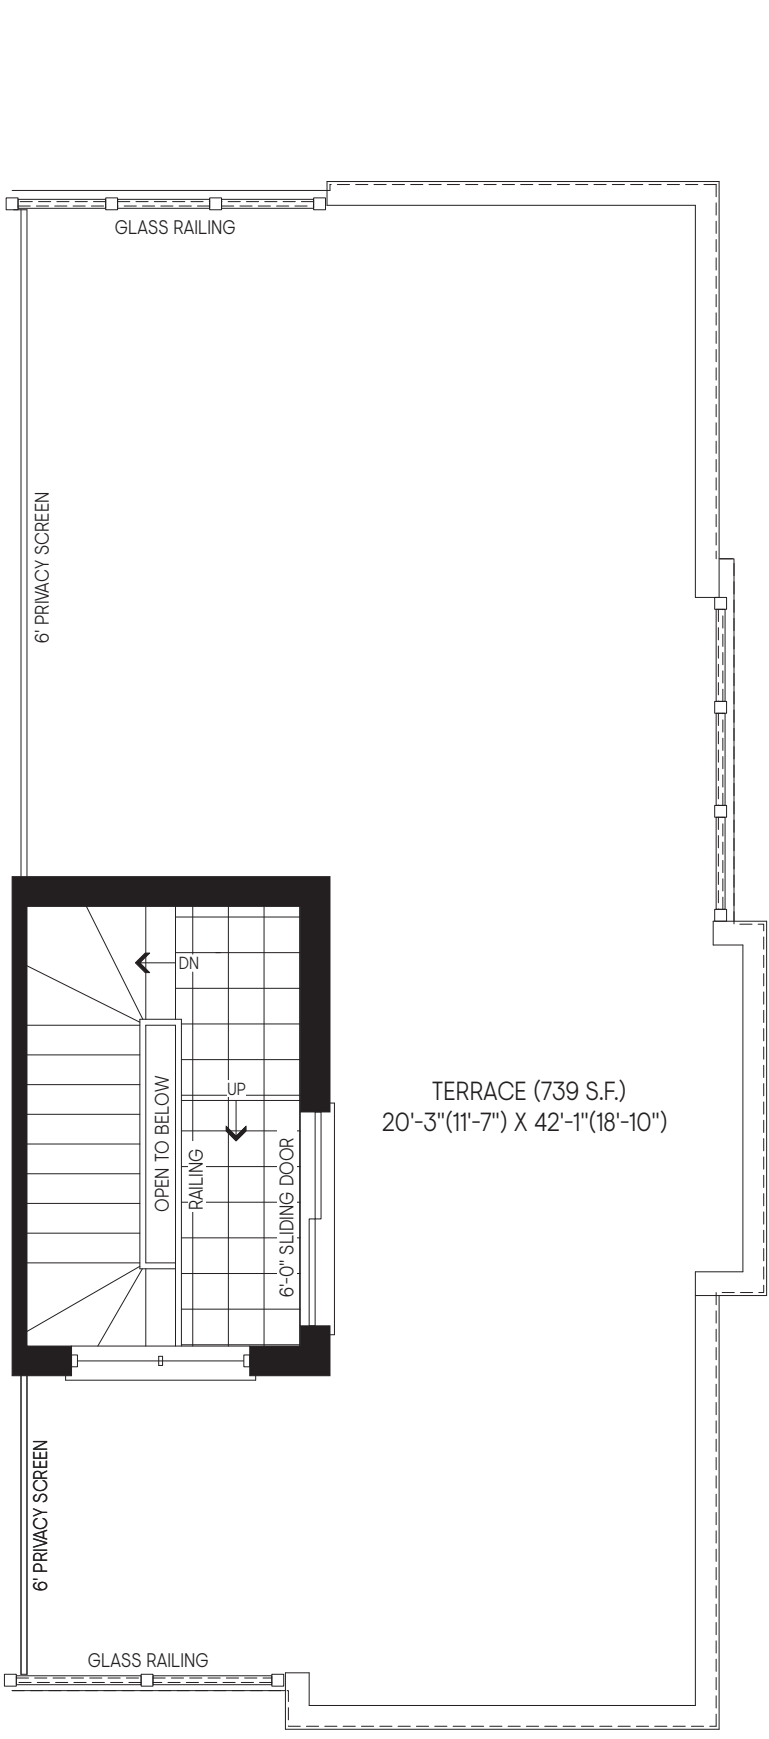 GLASS RAILING
6' PRIVACY SCREEN
DN
UP
OPEN TO BELOW
RAILING
6'-0" SLIDING DOOR
TERRACE (739 S.F.)
20'-3"(11'-7") X 42'-1"(18'-10")
6' PRIVACY SCREEN
GLASS RAILING